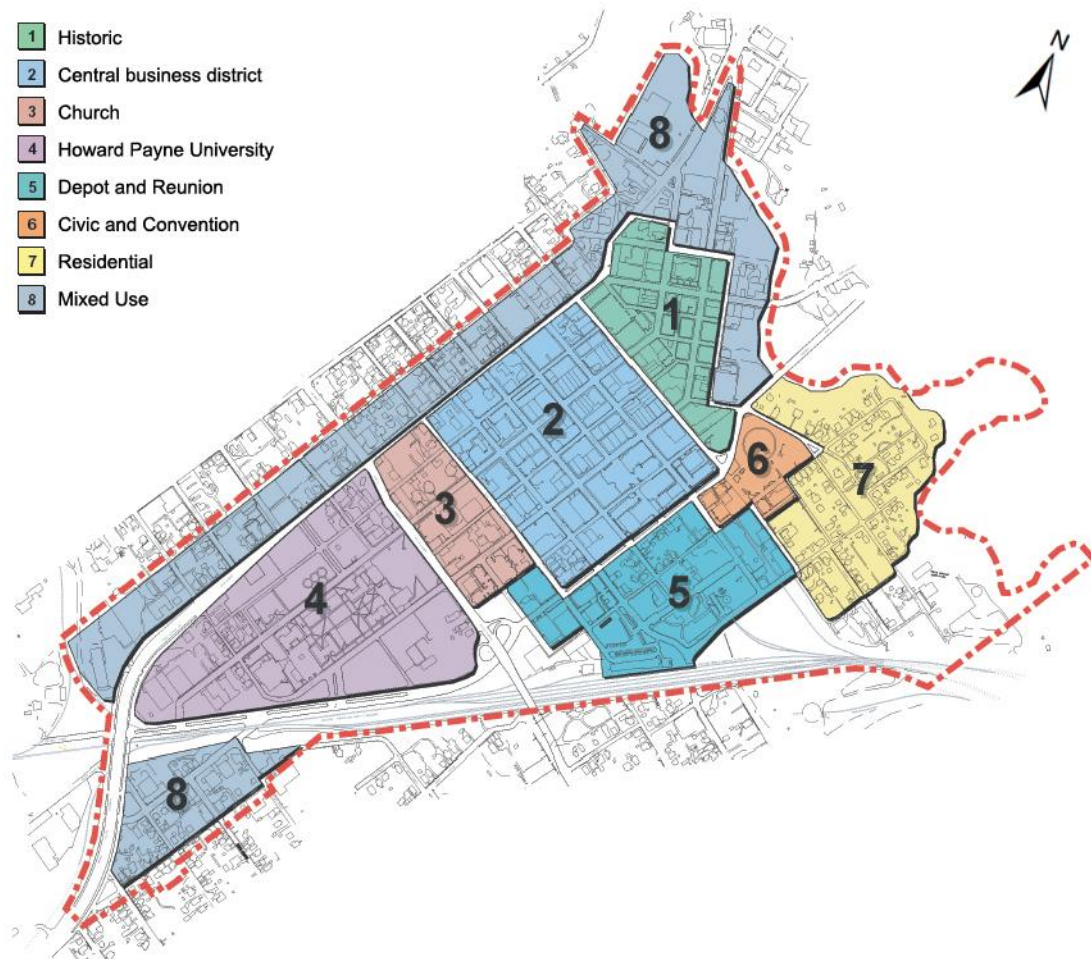 1 Historic
2 Central business district
3 Church
4 Howard Payne University
5 Depot and Reunion
6 Civic and Convention
7 Residential
8 Mixed Use
N
8
1
2
6
7
3
4
5
8